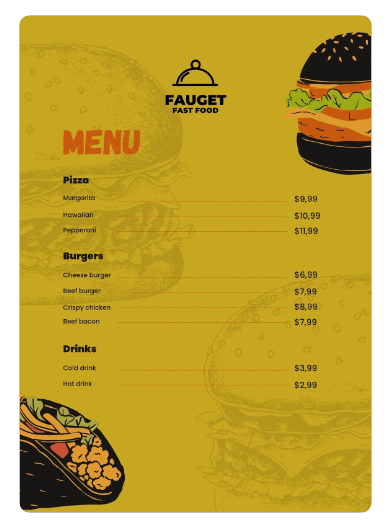 FAUGET
FAST FOOD
MENU
Pizza
Margarita $9,99
Hawaiian $10,99
Pepperoni $11,99
Burgers
Cheese burger $6,99
Beef burger $7,99
Crispy chicken $8,99
Beef bacon $7,99
Drinks
Cold drink $3,99
Hot drink $2,99